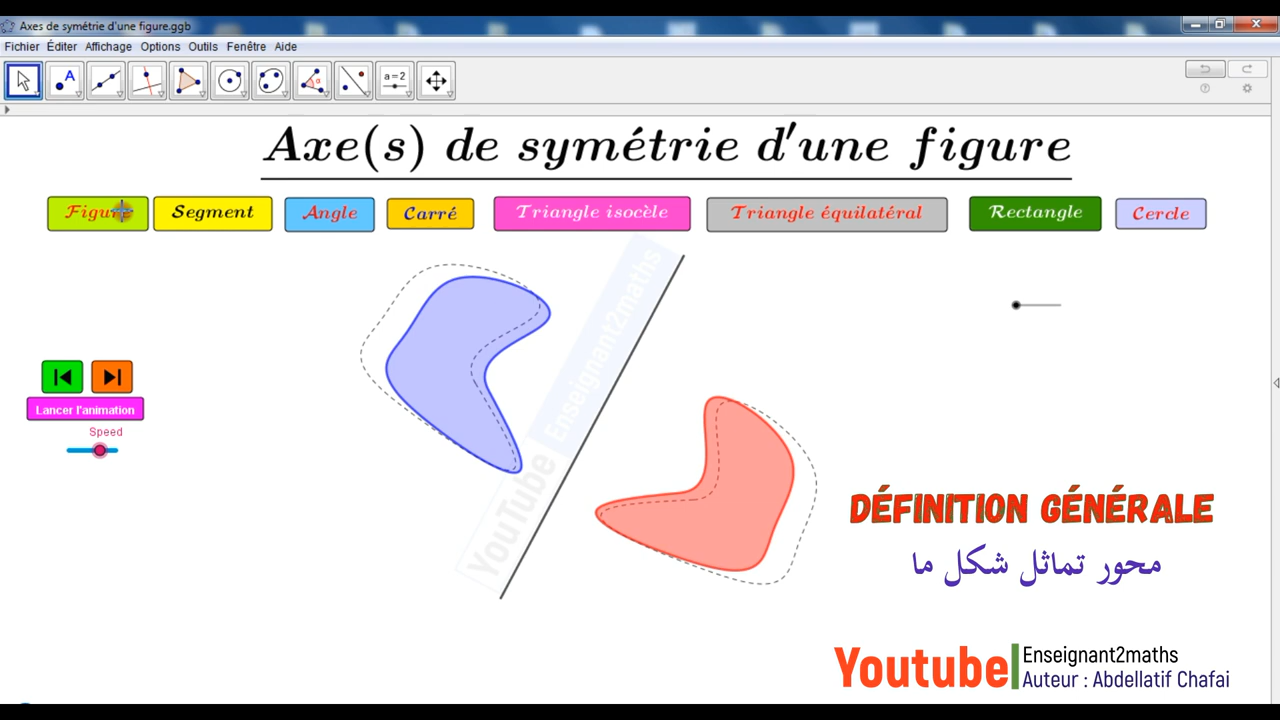 Axes de symétrie d'une figure.ggb
Fichier Éditer Affichage Options Outils Fenêtre Aide
A
α
a=2
Axe(s) de symétrie d'une figure
Figure Segment Angle Carré Triangle isocèle Triangle équilatéral Rectangle Cercle
YouTube Enseignant2maths
Lancer l'animation
Speed
DÉFINITION GÉNÉRALE
محور تماثل شكل ما
Youtube
Enseignant2maths
Auteur : Abdellatif Chafai